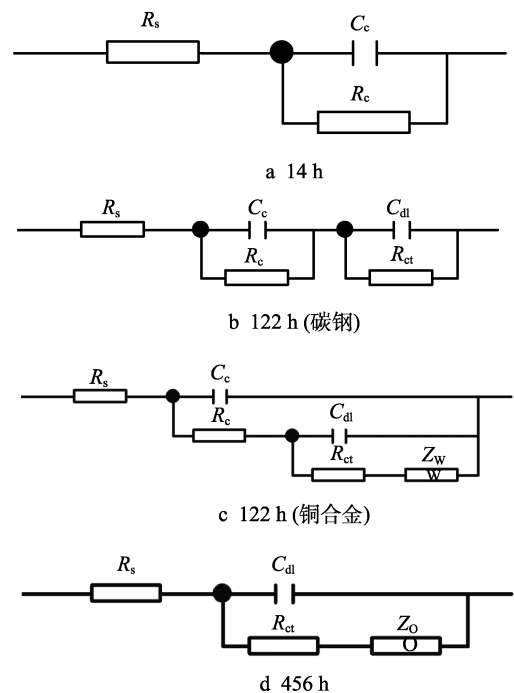 Rs Cc
Rc
a 14 h
Rs Cc Cdl
Rc Rct
b 122 h (碳钢)
Rs Cc
Rc Cdl
Rct ZW
W
c 122 h (铜合金)
Rs Cdl
Rct ZO
O
d 456 h